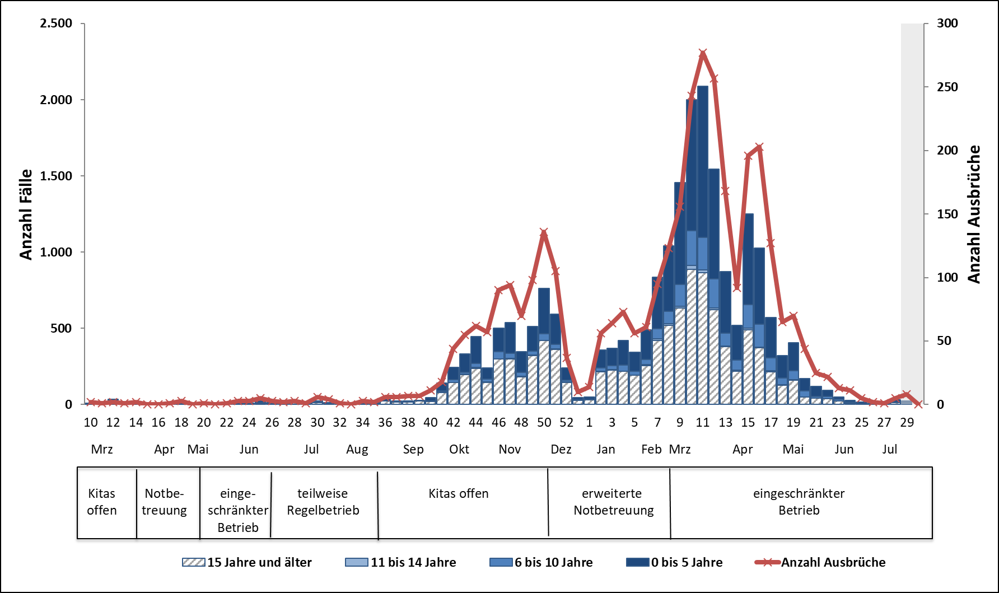 2.500
2.000
1.500
1.000
500
0
Anzahl Fälle
300
250
200
150
100
50
0
Anzahl Ausbrüche
10 12 14 16 18 20 22 24 26 28 30 32 34 36 38 40 42 44 46 48 50 52 1 3 5 7 9 11 13 15 17 19 21 23 25 27 29
Mrz Apr Mai Jun Jul Aug Sep Okt Nov Dez Jan Feb Mrz Apr Mai Jun Jul
Kitas
offen
Notbe-
treuung
einge-
schränkter
Betrieb
teilweise
Regelbetrieb
Kitas offen
erweiterte
Notbetreuung
eingeschränkter
Betrieb
15 Jahre und älter 11 bis 14 Jahre 6 bis 10 Jahre 0 bis 5 Jahre Anzahl Ausbrüche